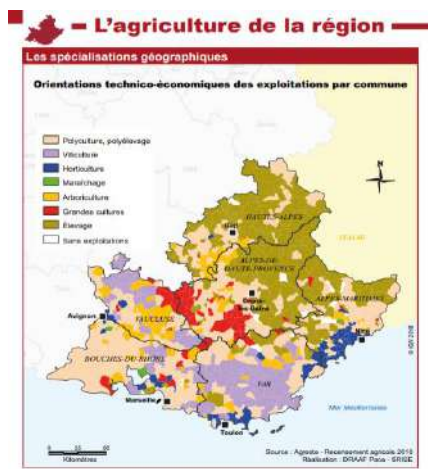 L'agriculture de la région
Les spécialisations géographiques
Orientations technico-économiques des exploitations par commune
Polyculture, polyélevage
Viticulture
Horticulture
Maraîchage
Arboriculture
Grandes cultures
Elevage
Sans exploitations
N
HAUTES-ALPES
Gap
ITALIE
ALPES-DE-
HAUTE-PROVENCE
Digne-
les-Bains
ALPES-MARITIMES
Avignon
VAUCLUSE
Nice
BOUCHES-DU-RHÔNE
VAR
Marseille
Toulon
Mer Méditerranée
Kilomètres
Source : Agreste - Recensement agricole 2010
Réalisation : DRAAF Paca - SRISE